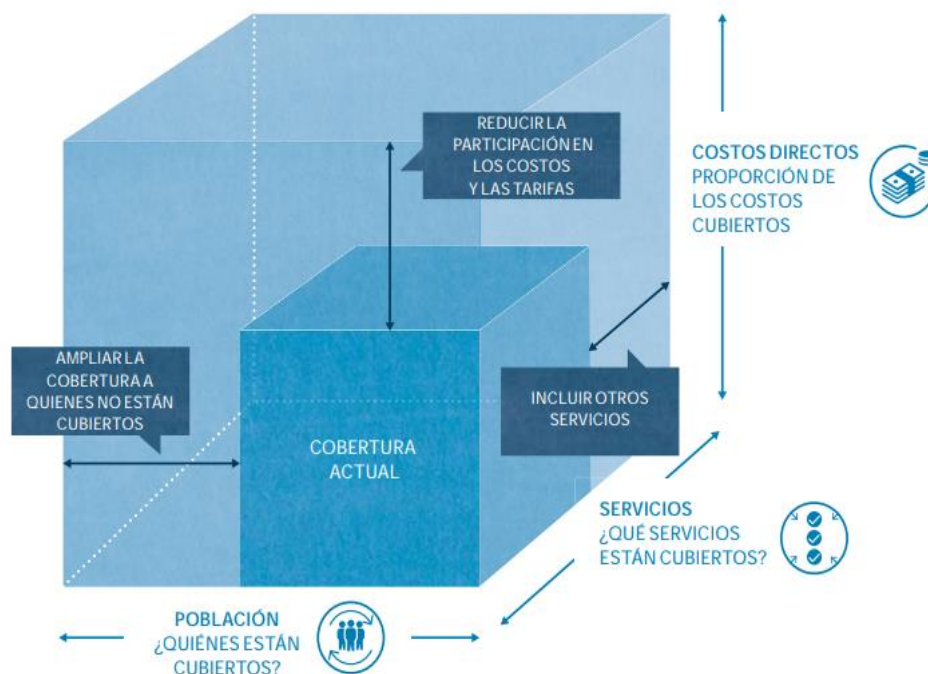 REDUCIR LA
PARTICIPACIÓN EN
LOS COSTOS
Y LAS TARIFAS
COSTOS DIRECTOS
PROPORCIÓN DE
LOS COSTOS
CUBIERTOS
AMPLIAR LA
COBERTURA A
QUIENES NO ESTÁN
CUBIERTOS
INCLUIR OTROS
SERVICIOS
COBERTURA
ACTUAL
SERVICIOS
¿QUÉ SERVICIOS
ESTÁN CUBIERTOS?
POBLACIÓN
¿QUIÉNES ESTÁN
CUBIERTOS?